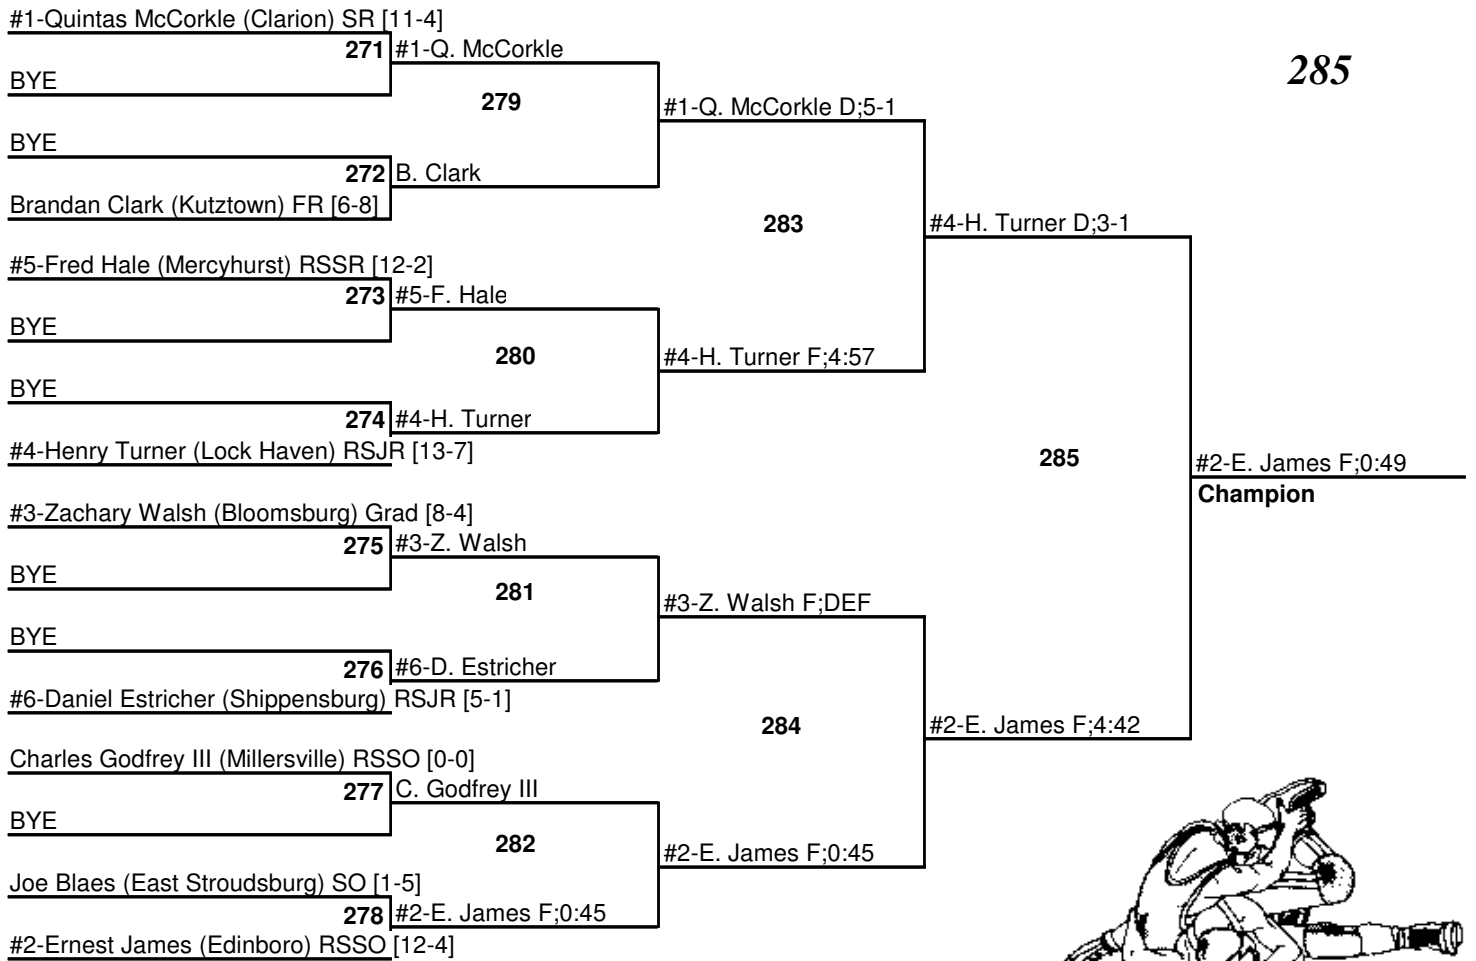 #1-Quintas McCorkle (Clarion) SR [11-4]
271 #1-Q. McCorkle
285
BYE
279
#1-Q. McCorkle D;5-1
BYE
272 B. Clark
Brandan Clark (Kutztown) FR [6-8]
283
#4-H. Turner D;3-1
#5-Fred Hale (Mercyhurst) RSSR [12-2]
273 #5-F. Hale
BYE
280
#4-H. Turner F;4:57
BYE
274 #4-H. Turner
#4-Henry Turner (Lock Haven) RSJR [13-7]
285
#2-E. James F;0:49
Champion
#3-Zachary Walsh (Bloomsburg) Grad [8-4]
275 #3-Z. Walsh
BYE
281
#3-Z. Walsh F;DEF
BYE
276 #6-D. Estricher
#6-Daniel Estricher (Shippensburg) RSJR [5-1]
284
#2-E. James F;4:42
Charles Godfrey III (Millersville) RSSO [0-0]
277 C. Godfrey III
BYE
282
#2-E. James F;0:45
Joe Blaes (East Stroudsburg) SO [1-5]
278 #2-E. James F;0:45
#2-Ernest James (Edinboro) RSSO [12-4]